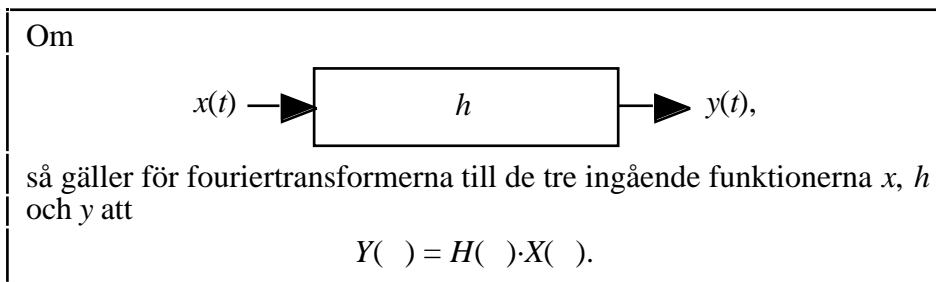 Om
x(t) h y(t),
så gäller för fouriertransformerna till de tre ingående funktionerna x, h
och y att
Y( ) = H( )·X( ).